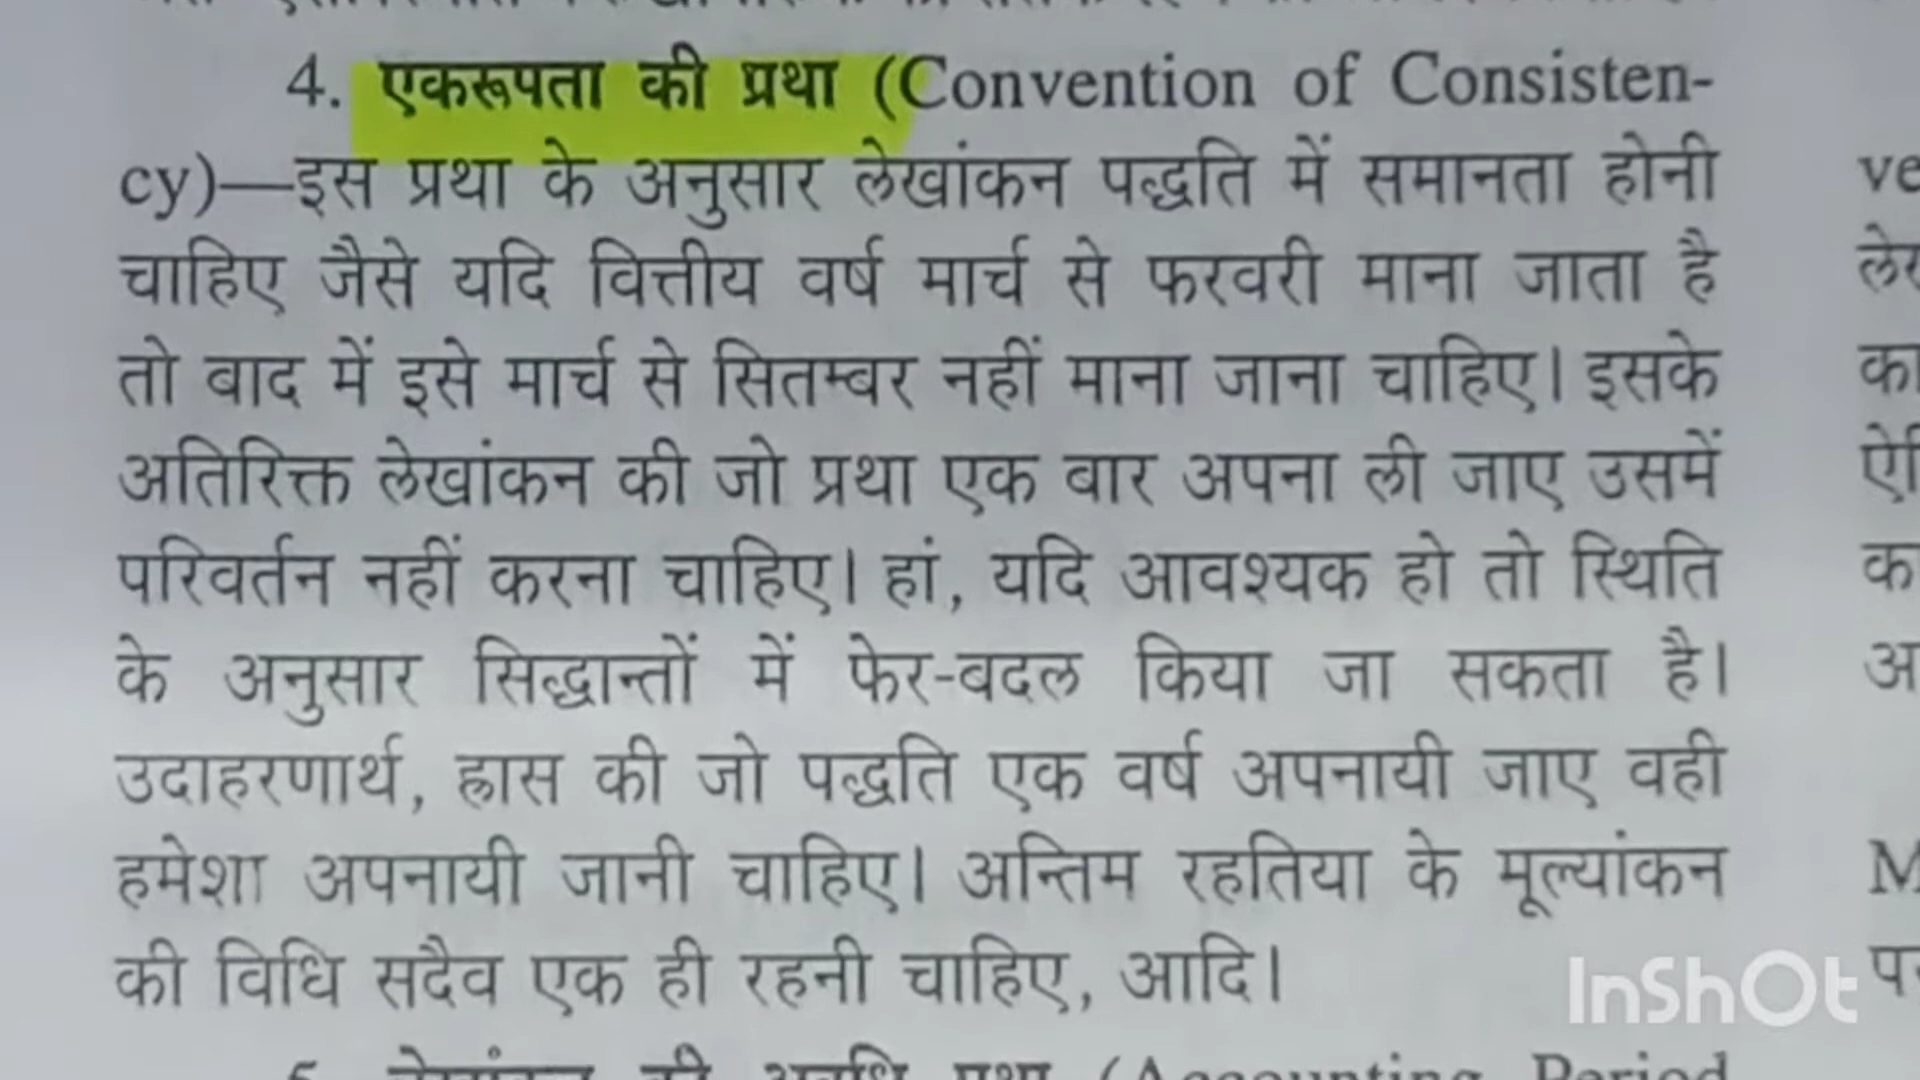 4. एकरूपता की प्रथा (Convention of Consisten-
cy)—इस प्रथा के अनुसार लेखांकन पद्धति में समानता होनी
चाहिए जैसे यदि वित्तीय वर्ष मार्च से फरवरी माना जाता है
तो बाद में इसे मार्च से सितम्बर नहीं माना जाना चाहिए। इसके
अतिरिक्त लेखांकन की जो प्रथा एक बार अपना ली जाए उसमें
परिवर्तन नहीं करना चाहिए। हां, यदि आवश्यक हो तो स्थिति
के अनुसार सिद्धान्तों में फेर-बदल किया जा सकता है।
उदाहरणार्थ, ह्रास की जो पद्धति एक वर्ष अपनायी जाए वही
हमेशा अपनायी जानी चाहिए। अन्तिम रहतिया के मूल्यांकन
की विधि सदैव एक ही रहनी चाहिए, आदि।
(Accounting Period
InShOt